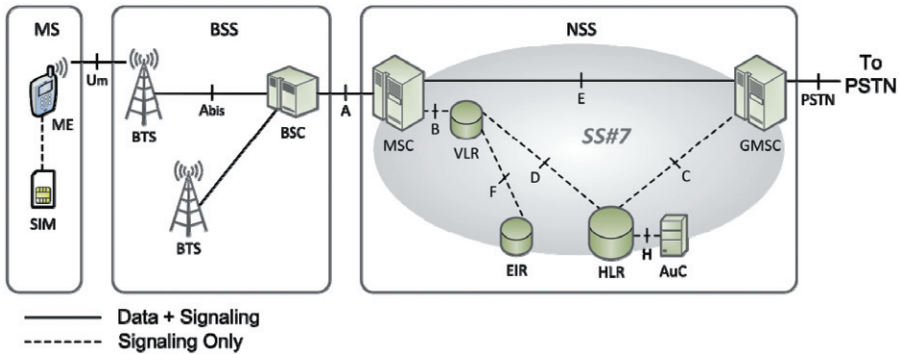 MS
BSS
NSS
Um
ME
SIM
BTS
Abis
BSC
BTS
A
MSC
B
VLR
E
SS#7
F
D
C
EIR
HLR
H
AuC
GMSC
PSTN
To
PSTN
Data + Signaling
Signaling Only